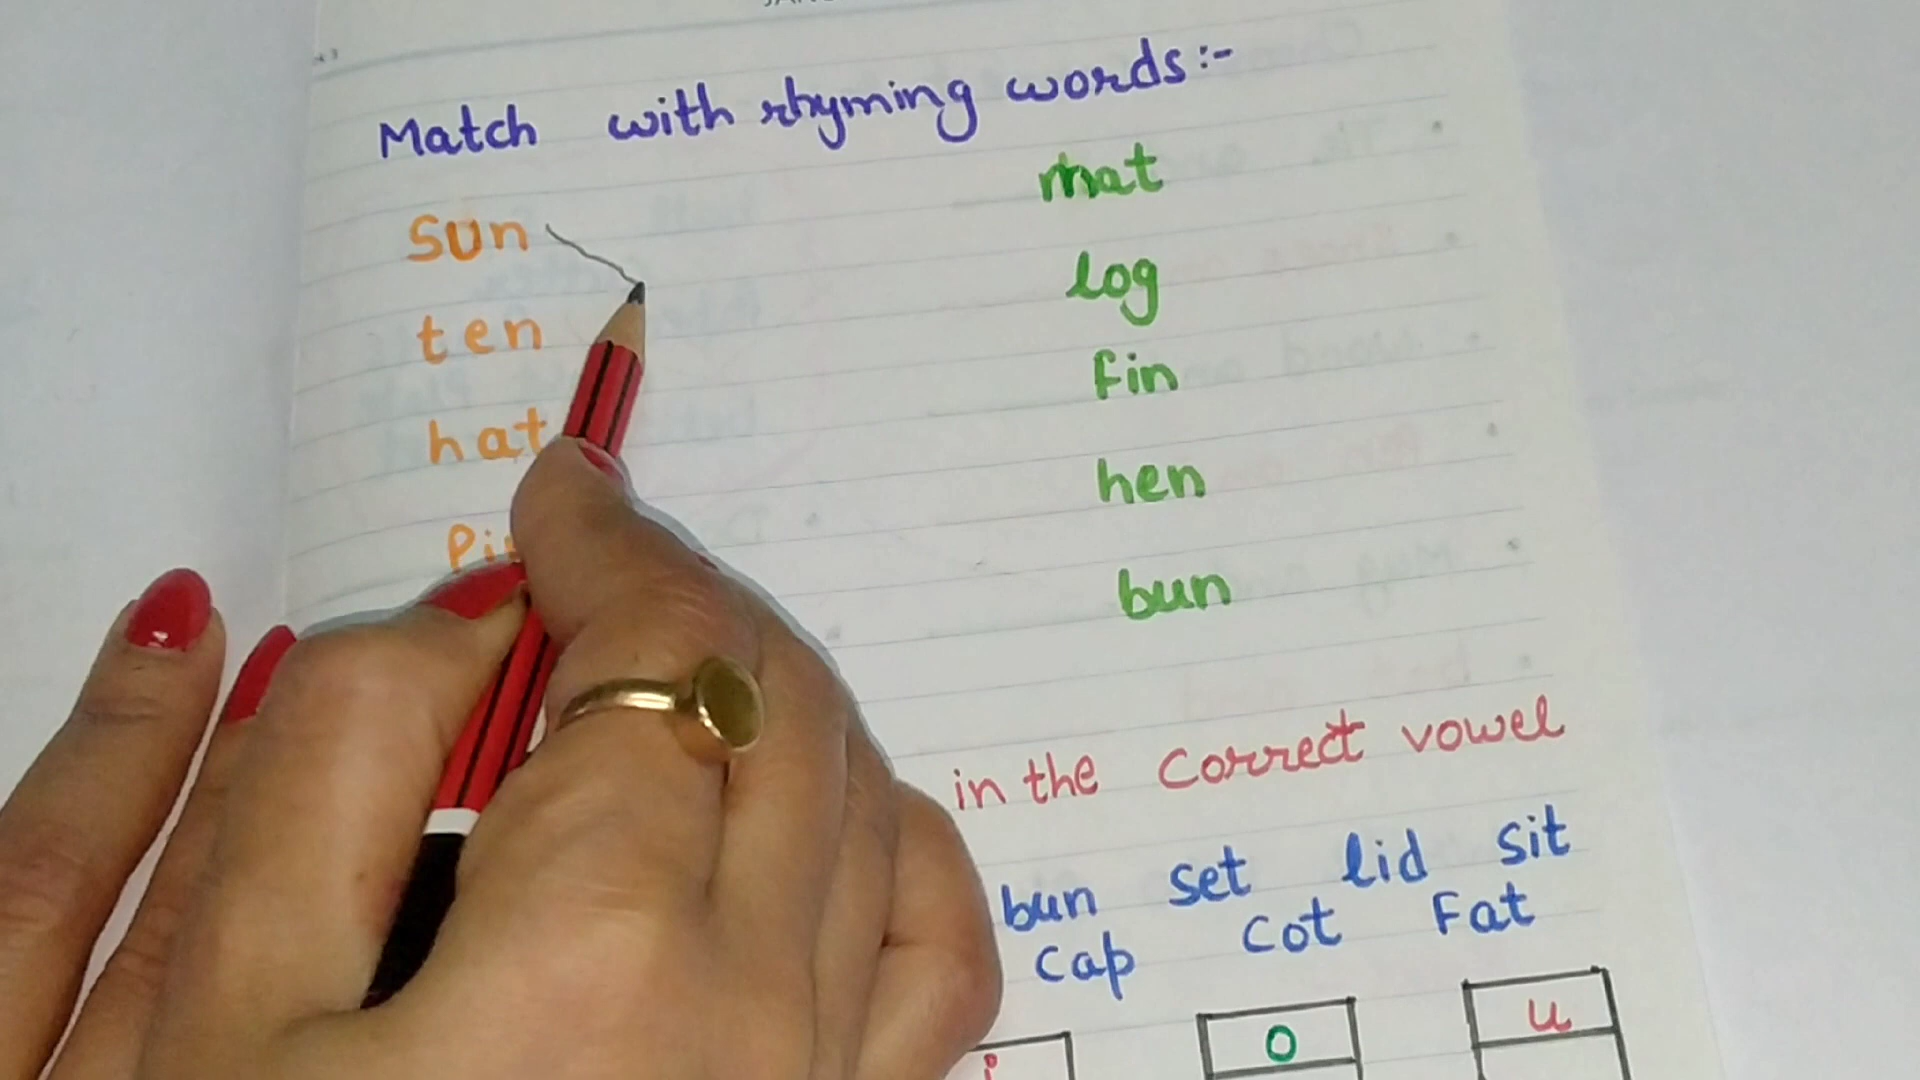 Match with rhyming words:-
sun mat
ten log
hat fin
hen
bun
in the correct vowel
bun set lid sit
cap cot fat
i o u